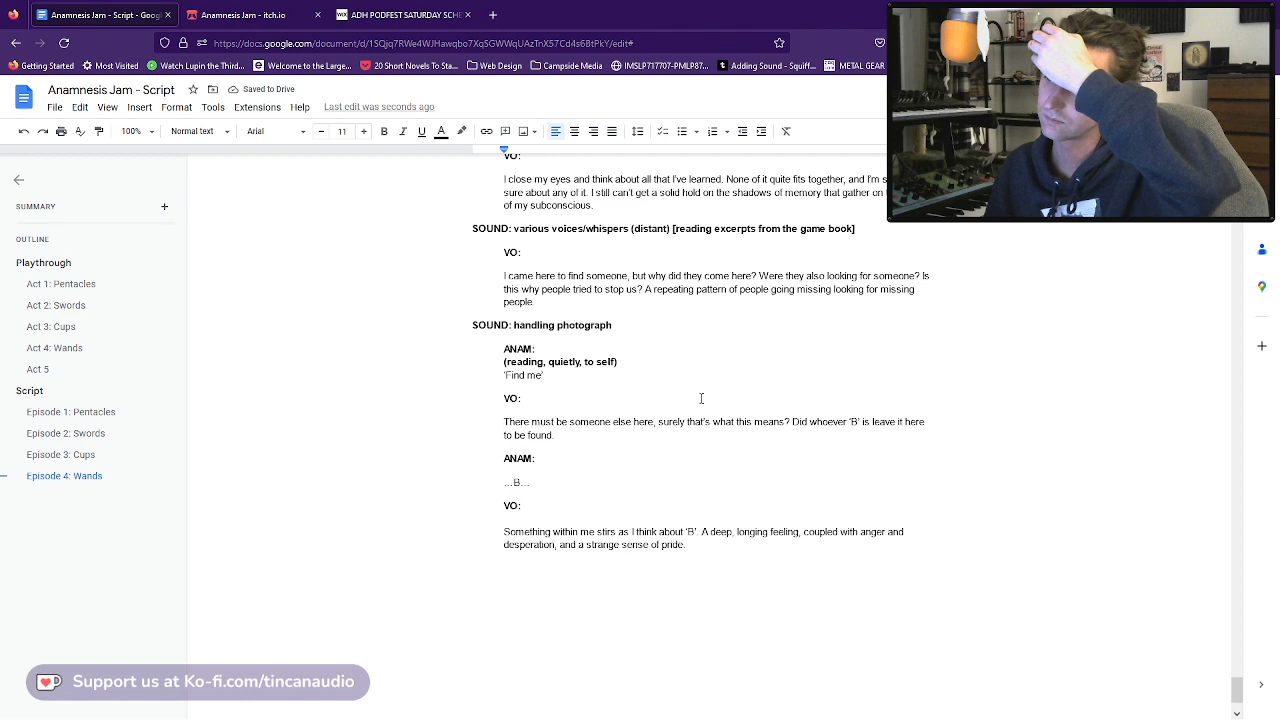 Anamnesis Jam - Script - Goog
Anamnesis Jam - itch.io
ADH PODFEST SATURDAY SCHE
https://docs.google.com/document/d/1SQjq7RWe4WJHawqbo7XqSGWWqUAzTnX57Cd4s6BtPkY/edit#
Getting Started
Most Visited
Watch Lupin the Third...
Welcome to the Large...
20 Short Novels To Sta...
Web Design
Campside Media
IMSLP717707-PMLP87...
Adding Sound - Squiff...
METAL GEAR
Anamnesis Jam - Script
Saved to Drive
File Edit View Insert Format Tools Extensions Help
Last edit was seconds ago
100% Normal text Arial 11
SUMMARY
OUTLINE
Playthrough
Act 1: Pentacles
Act 2: Swords
Act 3: Cups
Act 4: Wands
Act 5
Script
Episode 1: Pentacles
Episode 2: Swords
Episode 3: Cups
Episode 4: Wands
VO:
I close my eyes and think about all that I've learned. None of it quite fits together, and I'm s
sure about any of it. I still can't get a solid hold on the shadows of memory that gather on
of my subconscious.
SOUND: various voices/whispers (distant) [reading excerpts from the game book]
VO:
I came here to find someone, but why did they come here? Were they also looking for someone? Is
this why people tried to stop us? A repeating pattern of people going missing looking for missing
people.
SOUND: handling photograph
ANAM:
(reading, quietly, to self)
'Find me'
VO:
There must be someone else here, surely that's what this means? Did whoever 'B' is leave it here
to be found.
ANAM:
…B…
VO:
Something within me stirs as I think about 'B'. A deep, longing feeling, coupled with anger and
desperation, and a strange sense of pride.
Support us at Ko-fi.com/tincanaudio